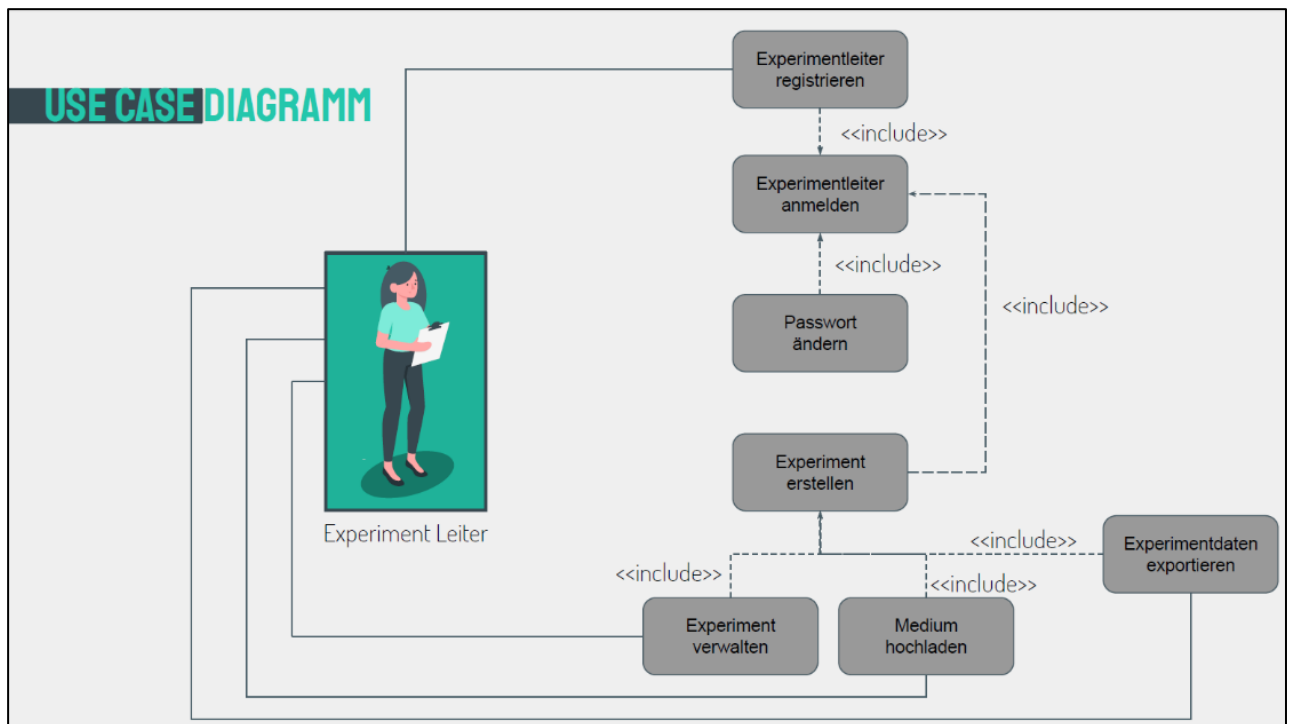 USE CASE DIAGRAMM
Experimentleiter
registrieren
<<include>>
Experimentleiter
anmelden
<<include>>
Passwort
ändern
<<include>>
Experiment
erstellen
Experiment Leiter
<<include>>
Experimentdaten
exportieren
<<include>>
<<include>>
Experiment
verwalten
Medium
hochladen